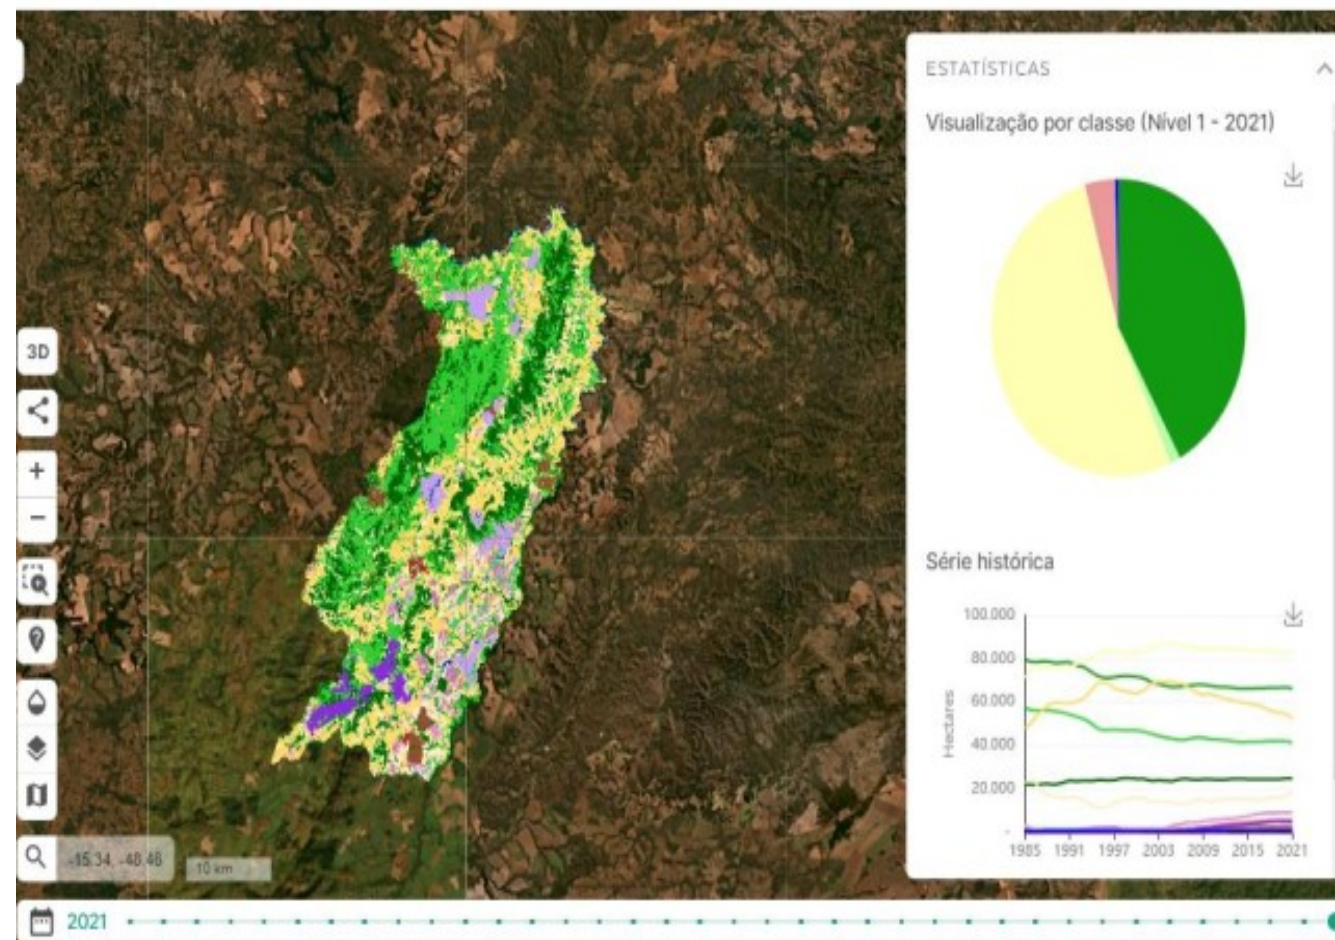 ESTATÍSTICAS
Visualização por classe (Nível 1 - 2021)
3D
+
−
Série histórica
100.000
80.000
60.000
40.000
20.000
-
Hectares
1985 1991 1997 2003 2009 2015 2021
-15.34, -48.46
10 km
2021